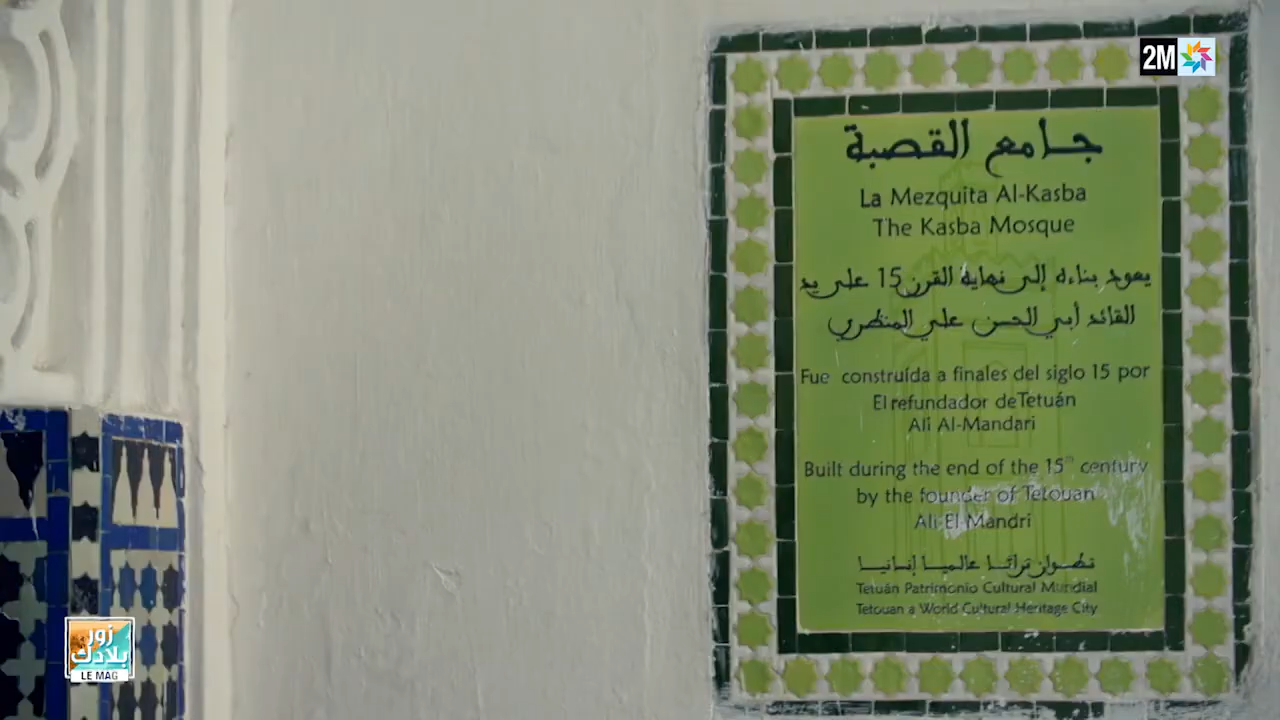 2M
جامع القصبة
La Mezquita Al-Kasba
The Kasba Mosque
يعود بناءه إلى نهاية القرن 15 على يد
القائد أبي الحسن علي المنظري
Fue construída a finales del siglo 15 por
El refundador deTetuán
Ali Al-Mandari
Built during the end of the 15th century
by the founder of Tetouan
Ali El Mandri
تطوان تراثا عالميا إنسانيا
Tetuán Patrimonio Cultural Mundial
Tetouan a World Cultural Heritage City
زور
بلادك
LE MAG